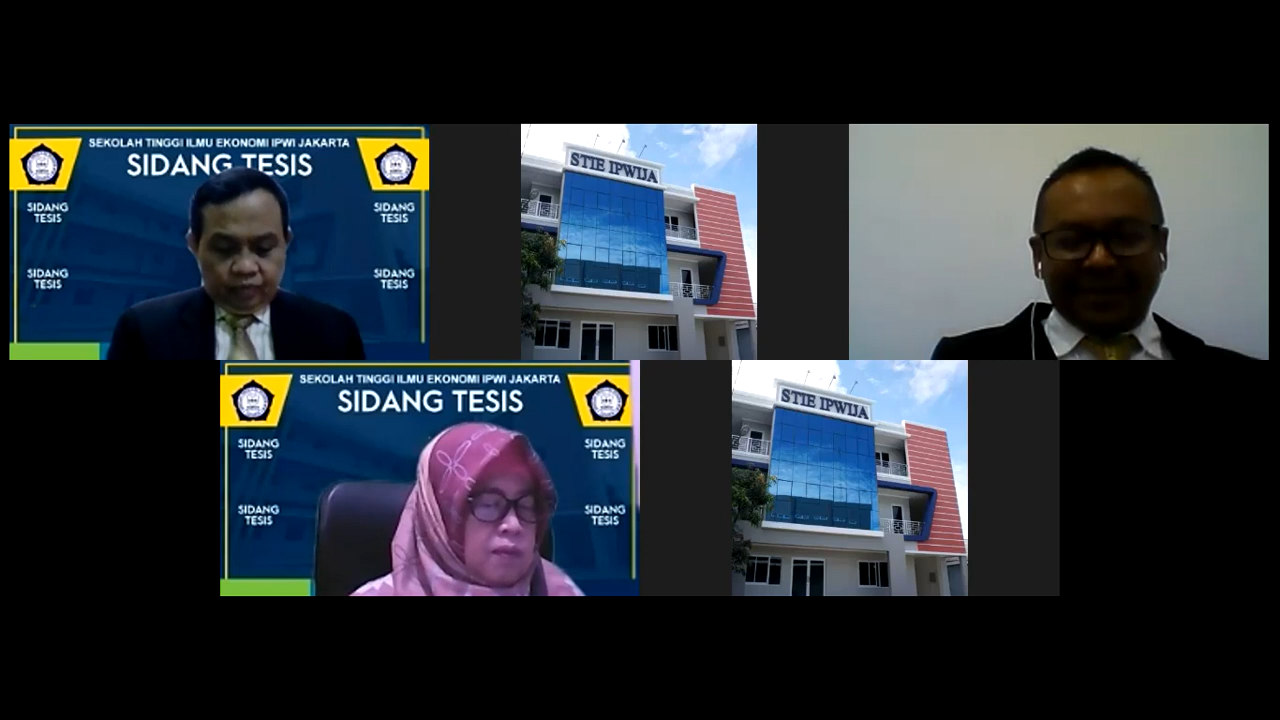 SEKOLAH TINGGI ILMU EKONOMI IPWI JAKARTA
SIDANG TESIS
SIDANG
TESIS
SIDANG
TESIS
SIDANG
TESIS
SIDANG
TESIS
STIE IPWIJA
SEKOLAH TINGGI ILMU EKONOMI IPWI JAKARTA
SIDANG TESIS
SIDANG
TESIS
SIDANG
TESIS
SIDANG
TESIS
SIDANG
TESIS
STIE IPWIJA